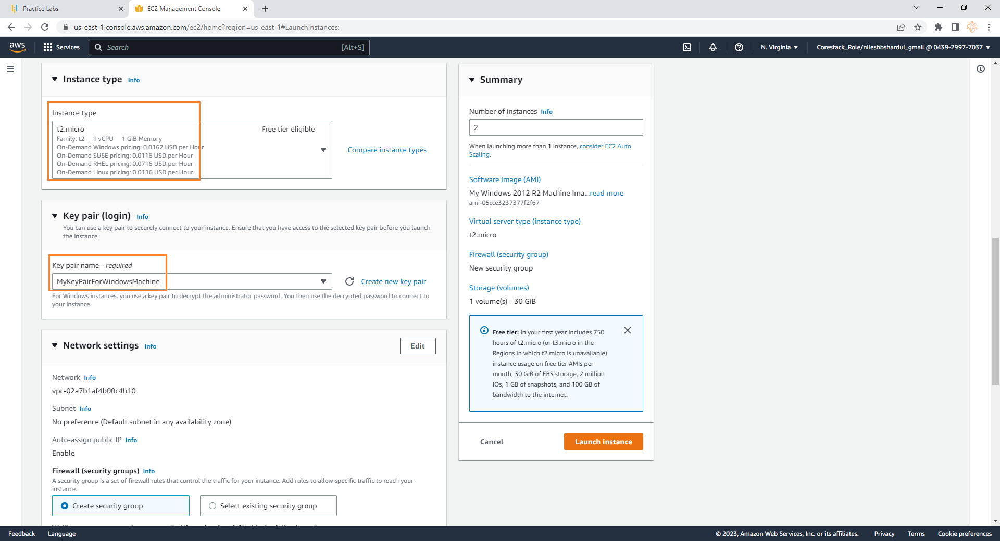 Practice Labs
EC2 Management Console
us-east-1.console.aws.amazon.com/ec2/home?region=us-east-1#LaunchInstances:
aws
Services
Search
[Alt+S]
N. Virginia
Corestack_Role/nileshbshardul_gmail @ 0439-2997-7037
Instance type Info
Instance type
t2.micro
Free tier eligible
Family: t2 1 vCPU 1 GiB Memory
On-Demand Windows pricing: 0.0162 USD per Hour
On-Demand SUSE pricing: 0.0116 USD per Hour
On-Demand RHEL pricing: 0.0716 USD per Hour
On-Demand Linux pricing: 0.0116 USD per Hour
Compare instance types
Key pair (login) Info
You can use a key pair to securely connect to your instance. Ensure that you have access to the selected key pair before you launch
the instance.
Key pair name - required
MyKeyPairForWindowsMachine
Create new key pair
For Windows instances, you use a key pair to decrypt the administrator password. You then use the decrypted password to connect to
your instance.
Network settings Info
Edit
Network Info
vpc-02a7b1af4b00c4b10
Subnet Info
No preference (Default subnet in any availability zone)
Auto-assign public IP Info
Enable
Firewall (security groups) Info
A security group is a set of firewall rules that control the traffic for your instance. Add rules to allow specific traffic to reach your
instance.
Create security group
Select existing security group
Summary
Number of instances Info
2
When launching more than 1 instance, consider EC2 Auto
Scaling.
Software Image (AMI)
My Windows 2012 R2 Machine Ima...read more
ami-05cce3237377f2f67
Virtual server type (instance type)
t2.micro
Firewall (security group)
New security group
Storage (volumes)
1 volume(s) - 30 GiB
Free tier: In your first year includes 750
hours of t2.micro (or t3.micro in the
Regions in which t2.micro is unavailable)
instance usage on free tier AMIs per
month, 30 GiB of EBS storage, 2 million
IOs, 1 GB of snapshots, and 100 GB of
bandwidth to the internet.
Cancel
Launch instance
Feedback
Language
© 2023, Amazon Web Services, Inc. or its affiliates.
Privacy
Terms
Cookie preferences